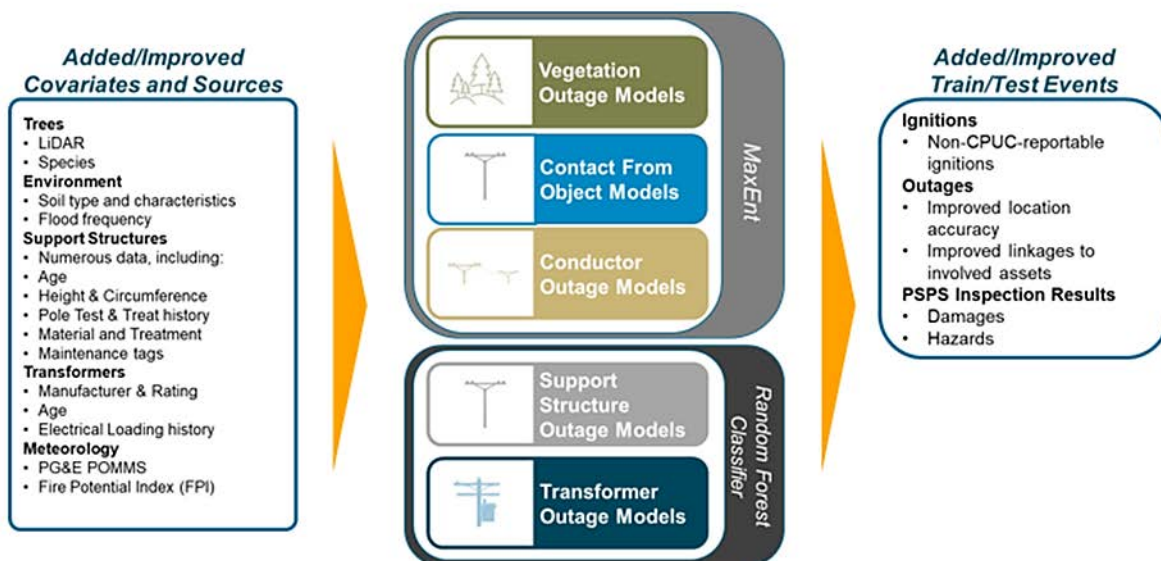 Added/Improved
Covariates and Sources
Trees
• LiDAR
• Species
Environment
• Soil type and characteristics
• Flood frequency
Support Structures
• Numerous data, including:
• Age
• Height & Circumference
• Pole Test & Treat history
• Material and Treatment
• Maintenance tags
Transformers
• Manufacturer & Rating
• Age
• Electrical Loading history
Meteorology
• PG&E POMMS
• Fire Potential Index (FPI)
Vegetation
Outage Models
Contact From
Object Models
Conductor
Outage Models
MaxEnt
Support
Structure
Outage Models
Transformer
Outage Models
Random Forest
Classifier
Added/Improved
Train/Test Events
Ignitions
• Non-CPUC-reportable
ignitions
Outages
• Improved location
accuracy
• Improved linkages to
involved assets
PSPS Inspection Results
• Damages
• Hazards